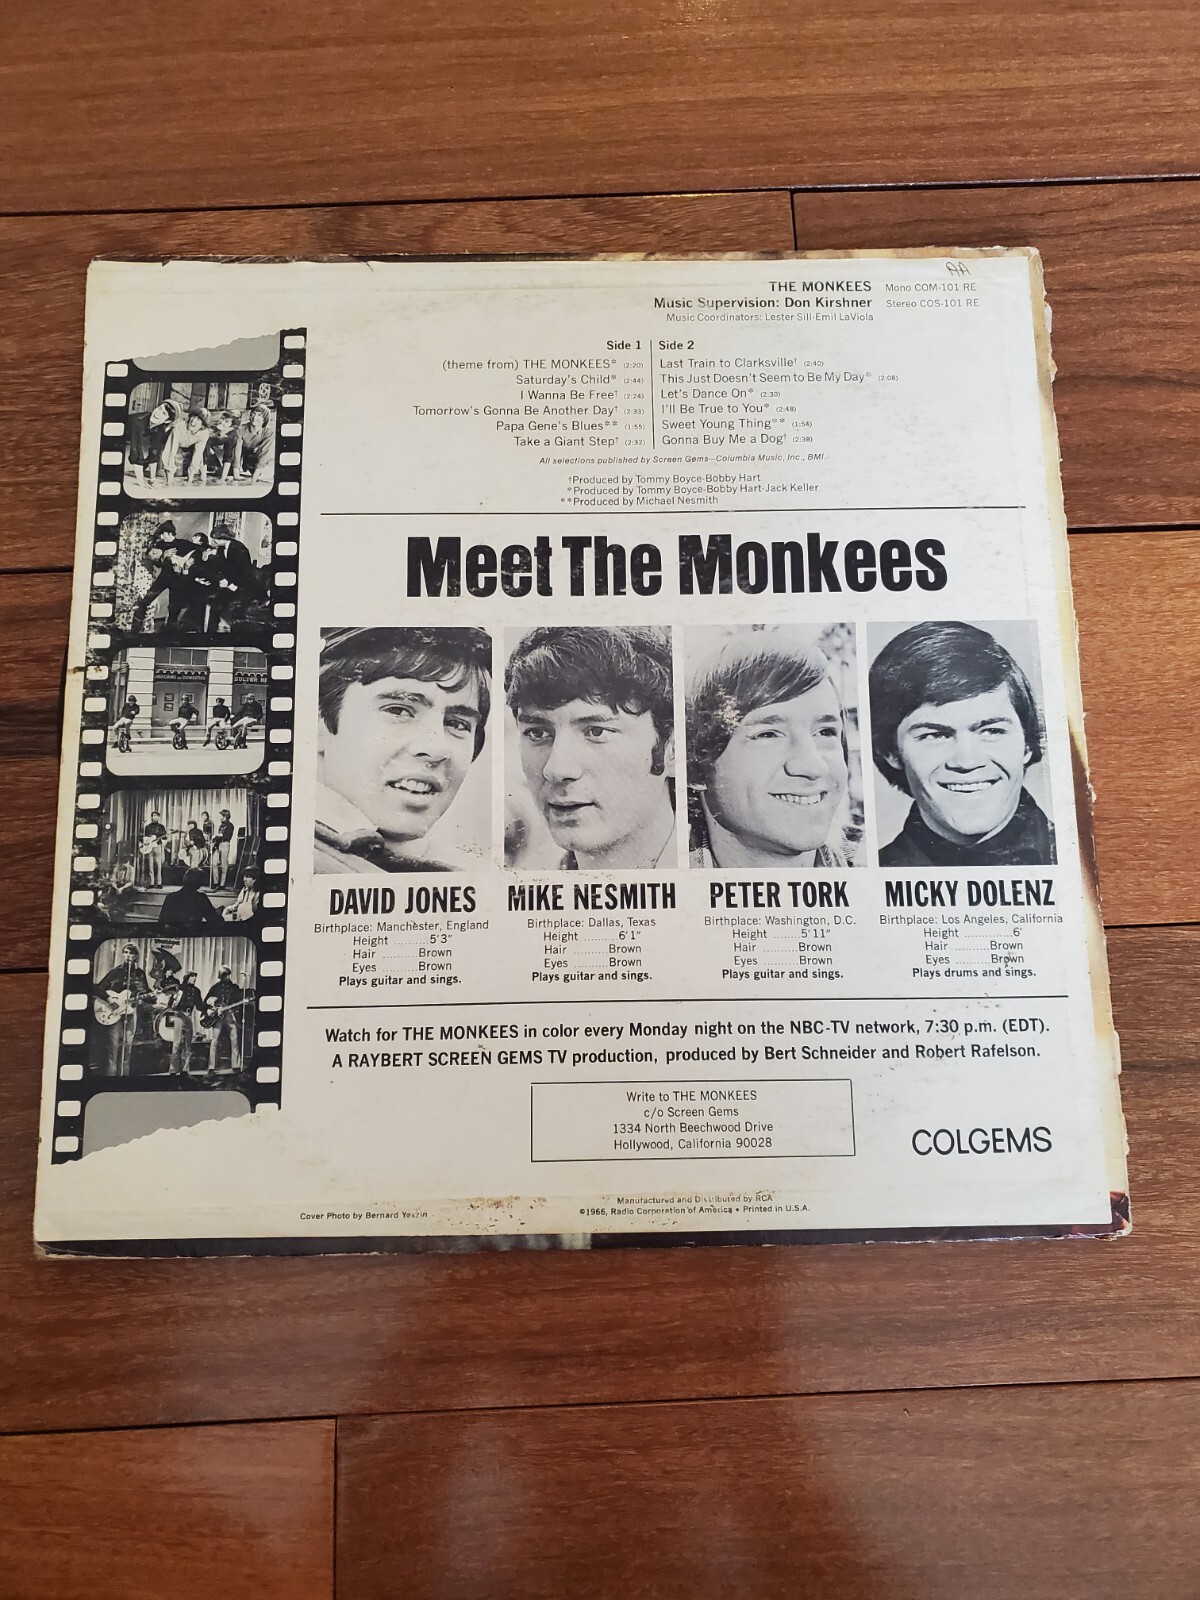 AA
THE MONKEES Mono COM-101 RE
Music Supervision: Don Kirshner Stereo COS-101 RE
Music Coordinators: Lester Sill-Emil LaViola
Side 1
(theme from) THE MONKEES* (2:20)
Saturday's Child* (2:44)
I Wanna Be Free† (2:24)
Tomorrow's Gonna Be Another Day† (2:33)
Papa Gene's Blues** (1:55)
Take a Giant Step† (2:32)
Side 2
Last Train to Clarksville† (2:40)
This Just Doesn't Seem to Be My Day* (2:08)
Let's Dance On* (2:30)
I'll Be True to You* (2:48)
Sweet Young Thing** (1:54)
Gonna Buy Me a Dog† (2:38)
All selections published by Screen Gems—Columbia Music, Inc., BMI.
†Produced by Tommy Boyce-Bobby Hart
*Produced by Tommy Boyce-Bobby Hart-Jack Keller
**Produced by Michael Nesmith
Meet The Monkees
DAVID JONES
Birthplace: Manchester, England
Height ..........5'3"
Hair ..........Brown
Eyes ..........Brown
Plays guitar and sings.
MIKE NESMITH
Birthplace: Dallas, Texas
Height .........6'1"
Hair ..........Brown
Eyes ..........Brown
Plays guitar and sings.
PETER TORK
Birthplace: Washington, D.C.
Height .........5'11"
Hair ..........Brown
Eyes ..........Brown
Plays guitar and sings.
MICKY DOLENZ
Birthplace: Los Angeles, California
Height .............6'
Hair ..........Brown
Eyes ..........Brown
Plays drums and sings.
Watch for THE MONKEES in color every Monday night on the NBC-TV network, 7:30 p.m. (EDT).
A RAYBERT SCREEN GEMS TV production, produced by Bert Schneider and Robert Rafelson.
Write to THE MONKEES
c/o Screen Gems
1334 North Beechwood Drive
Hollywood, California 90028
COLGEMS
Manufactured and Distributed by RCA
©1966, Radio Corporation of America • Printed in U.S.A.
Cover Photo by Bernard